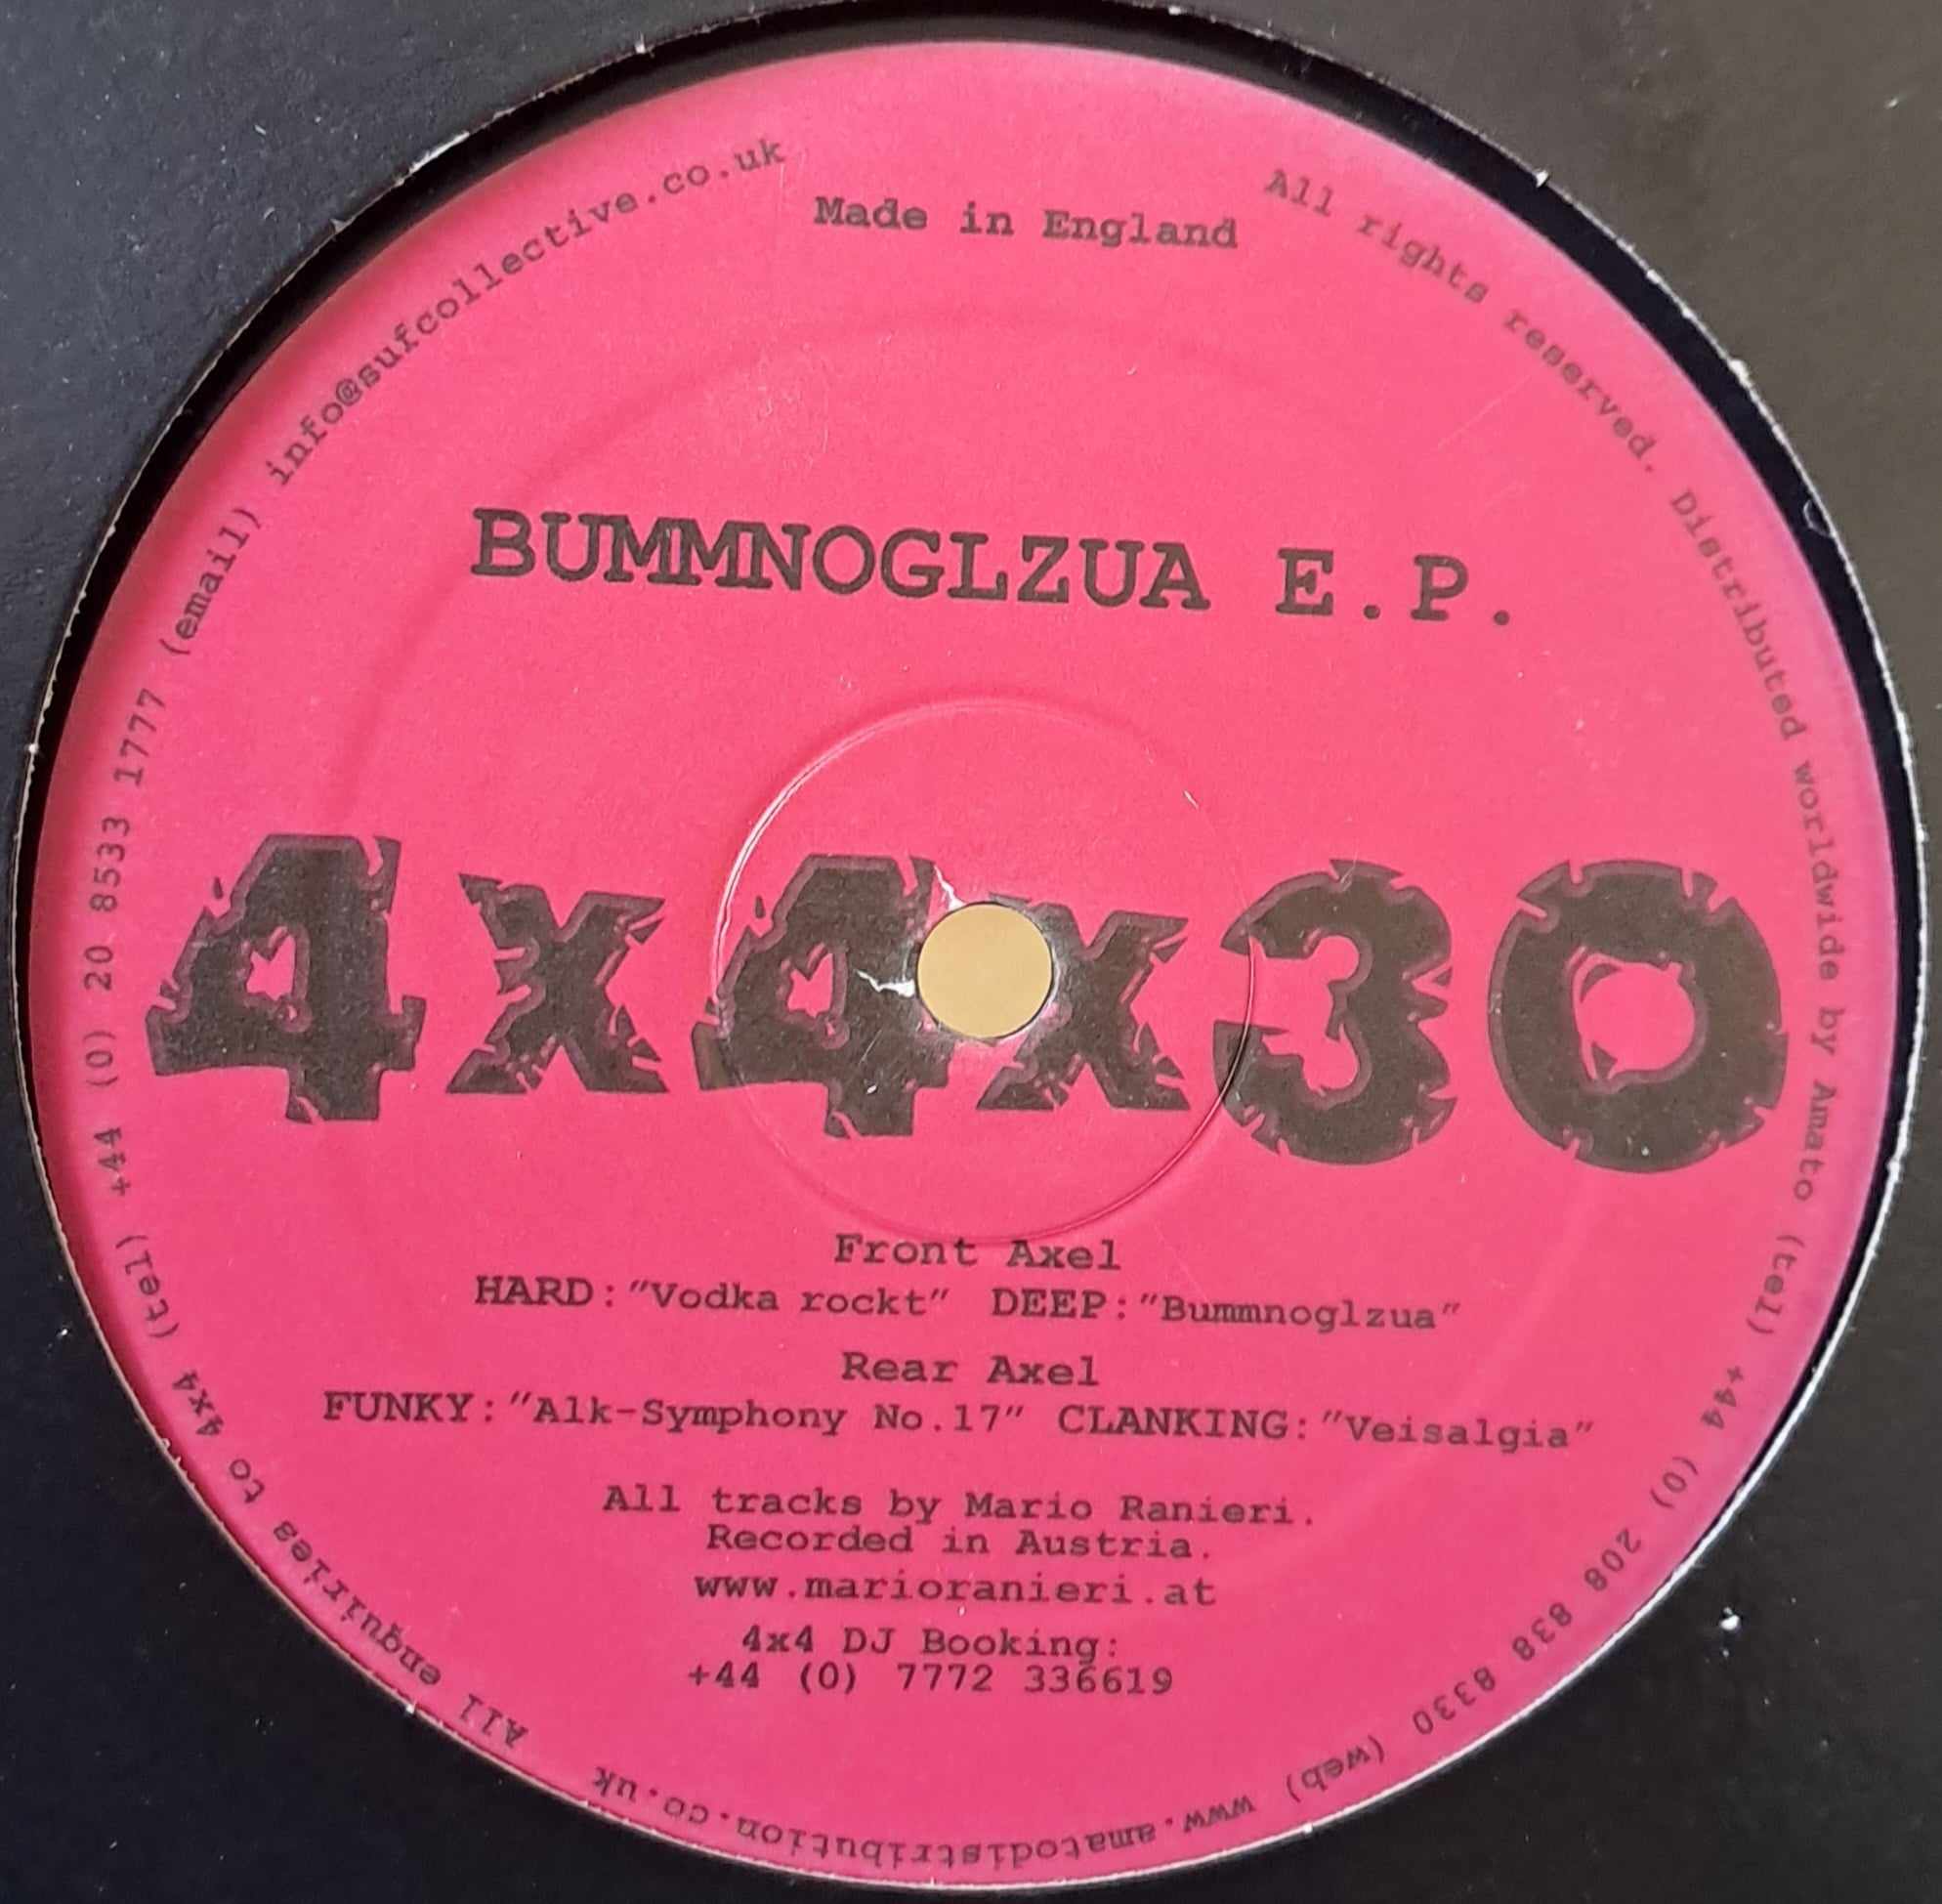 Made in England
BUMMNOGLZUA E.P.
4x4x30
Front Axel
HARD:"Vodka rockt" DEEP:"Bummnoglzua"
Rear Axel
FUNKY:"Alk-Symphony No.17" CLANKING:"Veisalgia"
All tracks by Mario Ranieri.
Recorded in Austria.
www.marioranieri.at
4x4 DJ Booking:
+44 (0) 7772 336619
All enquiries to 4x4 (tel) +44 (0) 20 8533 1777 (email) info@sufcollective.co.uk
All rights reserved. Distributed worldwide by Amato (tel) +44 (0) 208 838 8330 (web) www.amatodistribution.co.uk